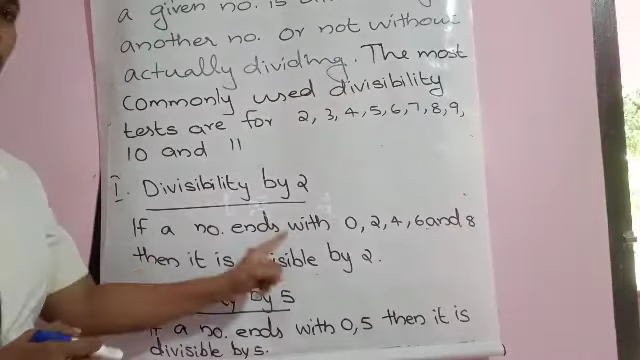 a given no. is
another no. or not without
actually dividing. The most
commonly used divisibility
tests are for 2, 3, 4, 5, 6, 7, 8, 9,
10 and 11
I. Divisibility by 2
If a no. ends with 0, 2, 4, 6 and 8
then it is divisible by 2.
by 5
If a no. ends with 0, 5 then it is
divisible by 5.